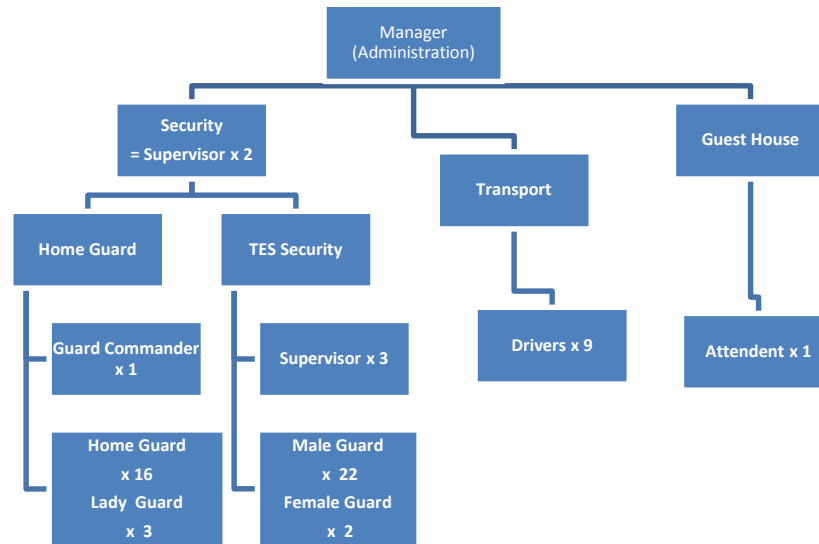 Manager
(Administration)
Security
= Supervisor x 2
Guest House
Transport
Home Guard
TES Security
Guard Commander
x 1
Supervisor x 3
Drivers x 9
Attendent x 1
Home Guard
x 16
Lady Guard
x 3
Male Guard
x 22
Female Guard
x 2